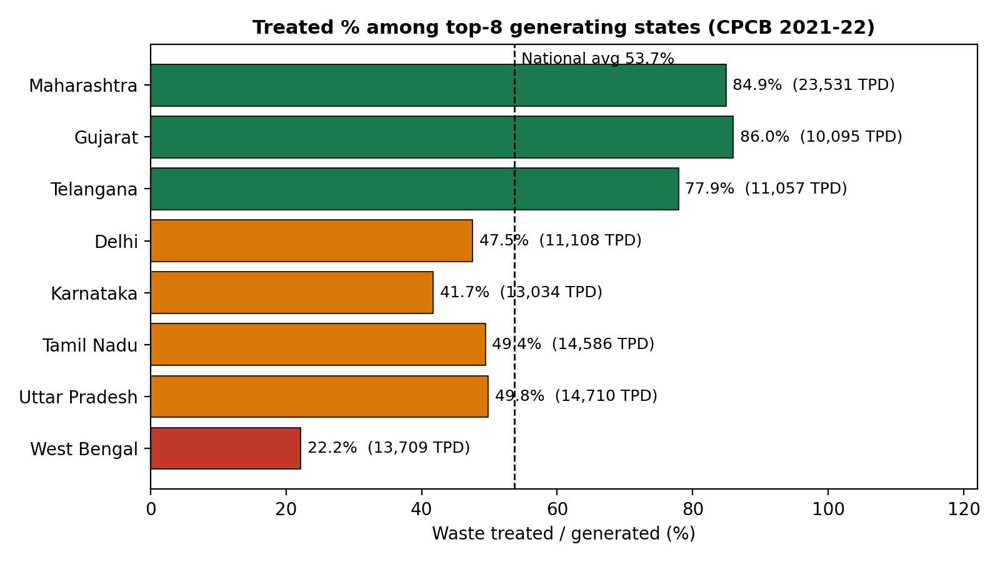 Treated % among top-8 generating states (CPCB 2021-22)
National avg 53.7%
Maharashtra 84.9% (23,531 TPD)
Gujarat 86.0% (10,095 TPD)
Telangana 77.9% (11,057 TPD)
Delhi 47.5% (11,108 TPD)
Karnataka 41.7% (13,034 TPD)
Tamil Nadu 49.4% (14,586 TPD)
Uttar Pradesh 49.8% (14,710 TPD)
West Bengal 22.2% (13,709 TPD)
0 20 40 60 80 100 120
Waste treated / generated (%)